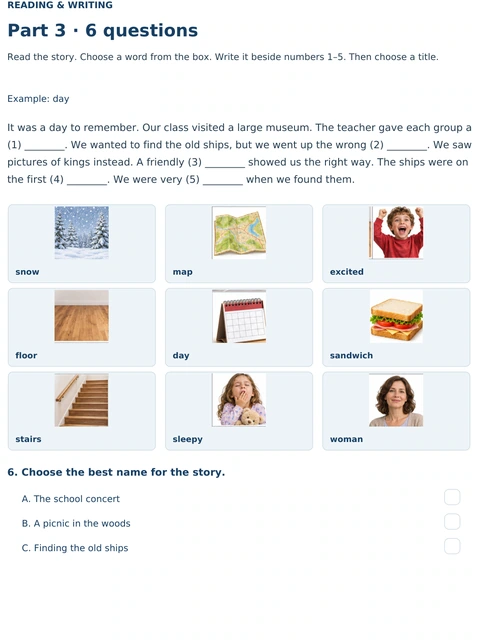 READING & WRITING
Part 3 · 6 questions
Read the story. Choose a word from the box. Write it beside numbers 1–5. Then choose a title.
Example: day
It was a day to remember. Our class visited a large museum. The teacher gave each group a
(1) ________. We wanted to find the old ships, but we went up the wrong (2) ________. We saw
pictures of kings instead. A friendly (3) ________ showed us the right way. The ships were on
the first (4) ________. We were very (5) ________ when we found them.
snow
map
excited
floor
day
sandwich
stairs
sleepy
woman
6. Choose the best name for the story.
A. The school concert
B. A picnic in the woods
C. Finding the old ships